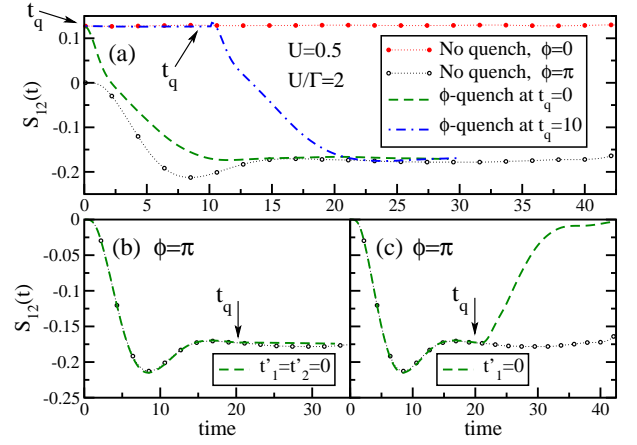 t_q
0.1
0
-0.1
-0.2
S_12(t)
(a)
t_q
U=0.5
U/Γ=2
No quench, ϕ=0
No quench, ϕ=π
ϕ-quench at t_q=0
ϕ-quench at t_q=10
0 5 10 15 20 25 30 35 40
0
-0.05
-0.1
-0.15
-0.2
-0.25
S_12(t)
(b) ϕ=π
t_q
t'_1=t'_2=0
0 10 20 30
time
(c) ϕ=π
t_q
t'_1=0
0 10 20 30 40
time